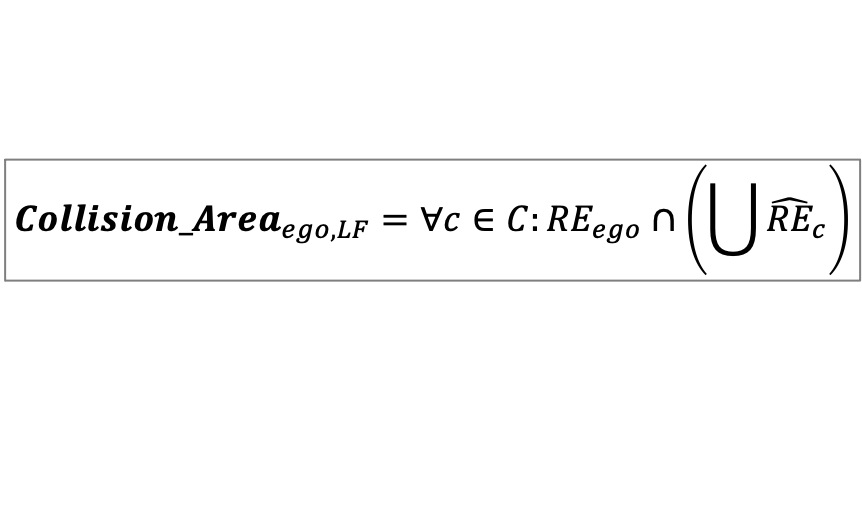 Collision_Area_{ego,LF} = ∀c ∈ C: RE_{ego} ∩ (⋃ \widehat{RE}_c)